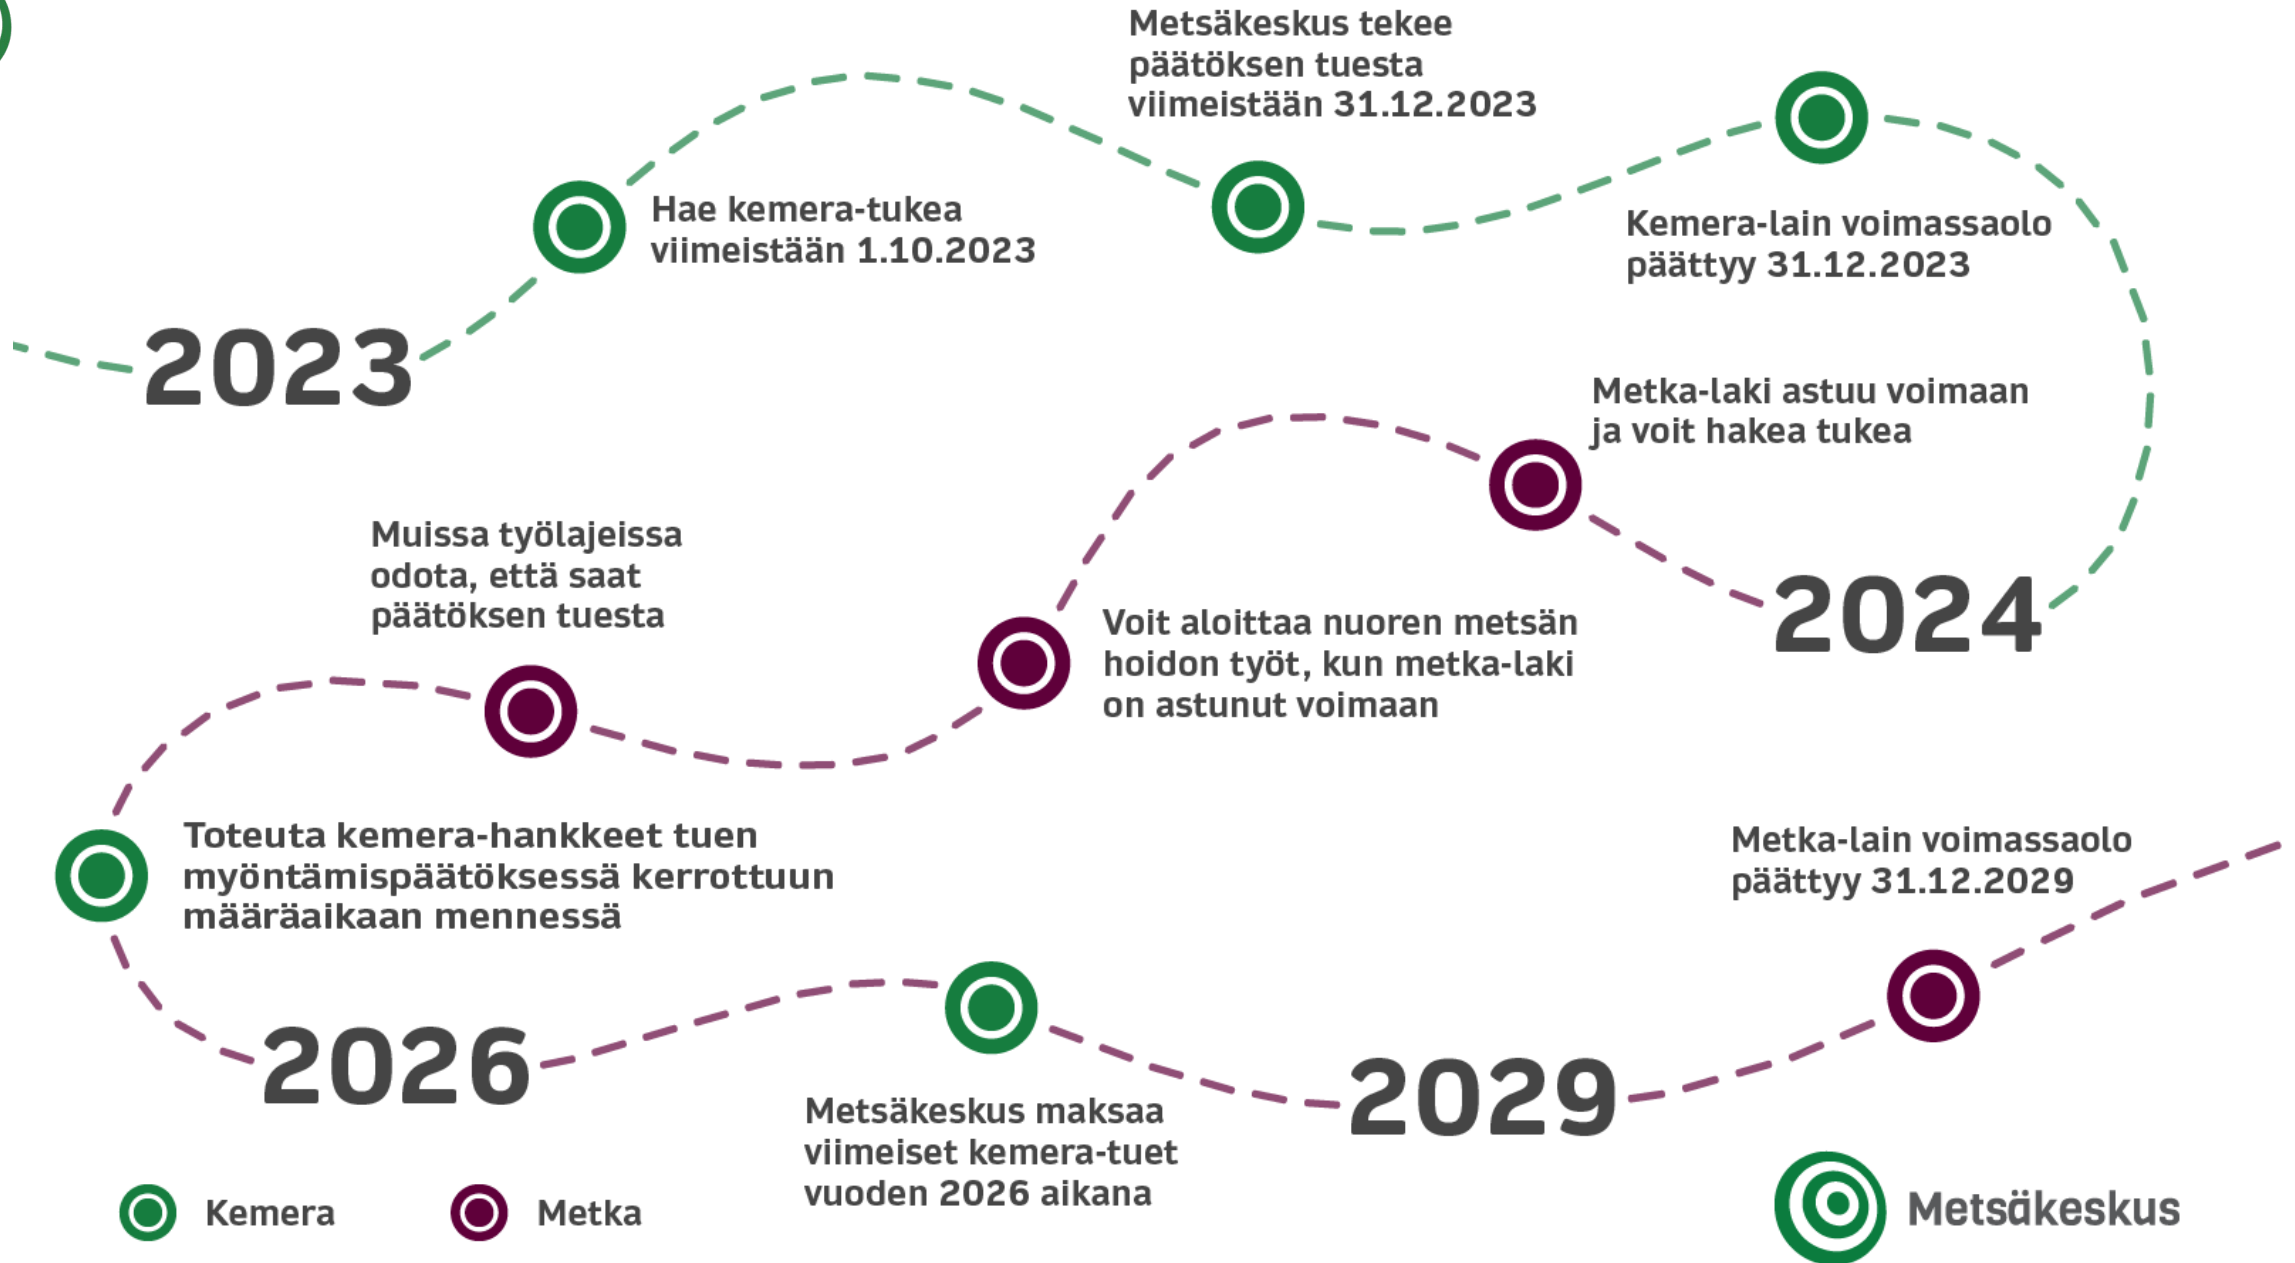 2023
Hae kemera-tukea
viimeistään 1.10.2023
Metsäkeskus tekee
päätöksen tuesta
viimeistään 31.12.2023
Kemera-lain voimassaolo
päättyy 31.12.2023
2024
Metka-laki astuu voimaan
ja voit hakea tukea
Voit aloittaa nuoren metsän
hoidon työt, kun metka-laki
on astunut voimaan
Muissa työlajeissa
odota, että saat
päätöksen tuesta
Toteuta kemera-hankkeet tuen
myöntämispäätöksessä kerrottuun
määräaikaan mennessä
2026
Metsäkeskus maksaa
viimeiset kemera-tuet
vuoden 2026 aikana
2029
Metka-lain voimassaolo
päättyy 31.12.2029
Kemera
Metka
Metsäkeskus